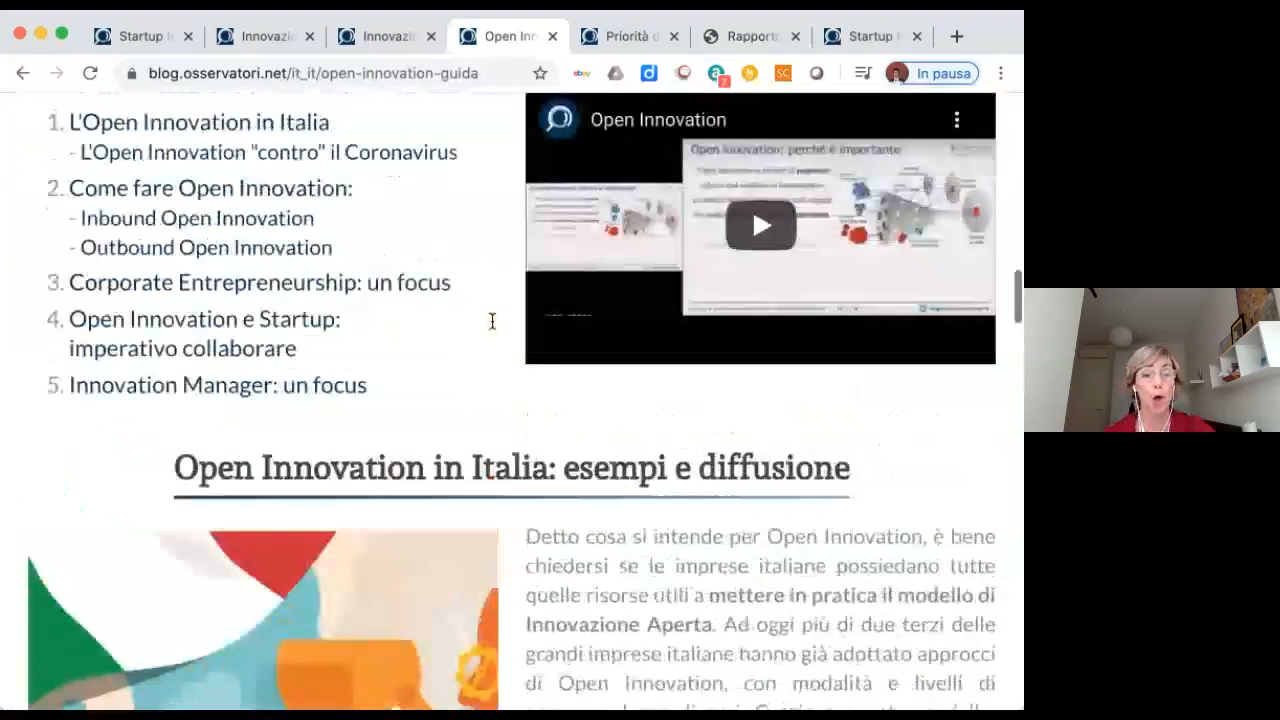 Startup I
Innovazi
Innovazi
Open Inn
Priorità d
Rapporto
Startup I
blog.osservatori.net/it_it/open-innovation-guida
ebay
d
a
7
SC
In pausa
1. L'Open Innovation in Italia
- L'Open Innovation "contro" il Coronavirus
2. Come fare Open Innovation:
- Inbound Open Innovation
- Outbound Open Innovation
3. Corporate Entrepreneurship: un focus
4. Open Innovation e Startup:
imperativo collaborare
5. Innovation Manager: un focus
Open Innovation
Open Innovation: perché è importante
Open Innovation in Italia: esempi e diffusione
Detto cosa si intende per Open Innovation, è bene
chiedersi se le imprese italiane possiedano tutte
quelle risorse utili a mettere in pratica il modello di
Innovazione Aperta. Ad oggi più di due terzi delle
grandi imprese italiane hanno già adottato approcci
di Open Innovation, con modalità e livelli di